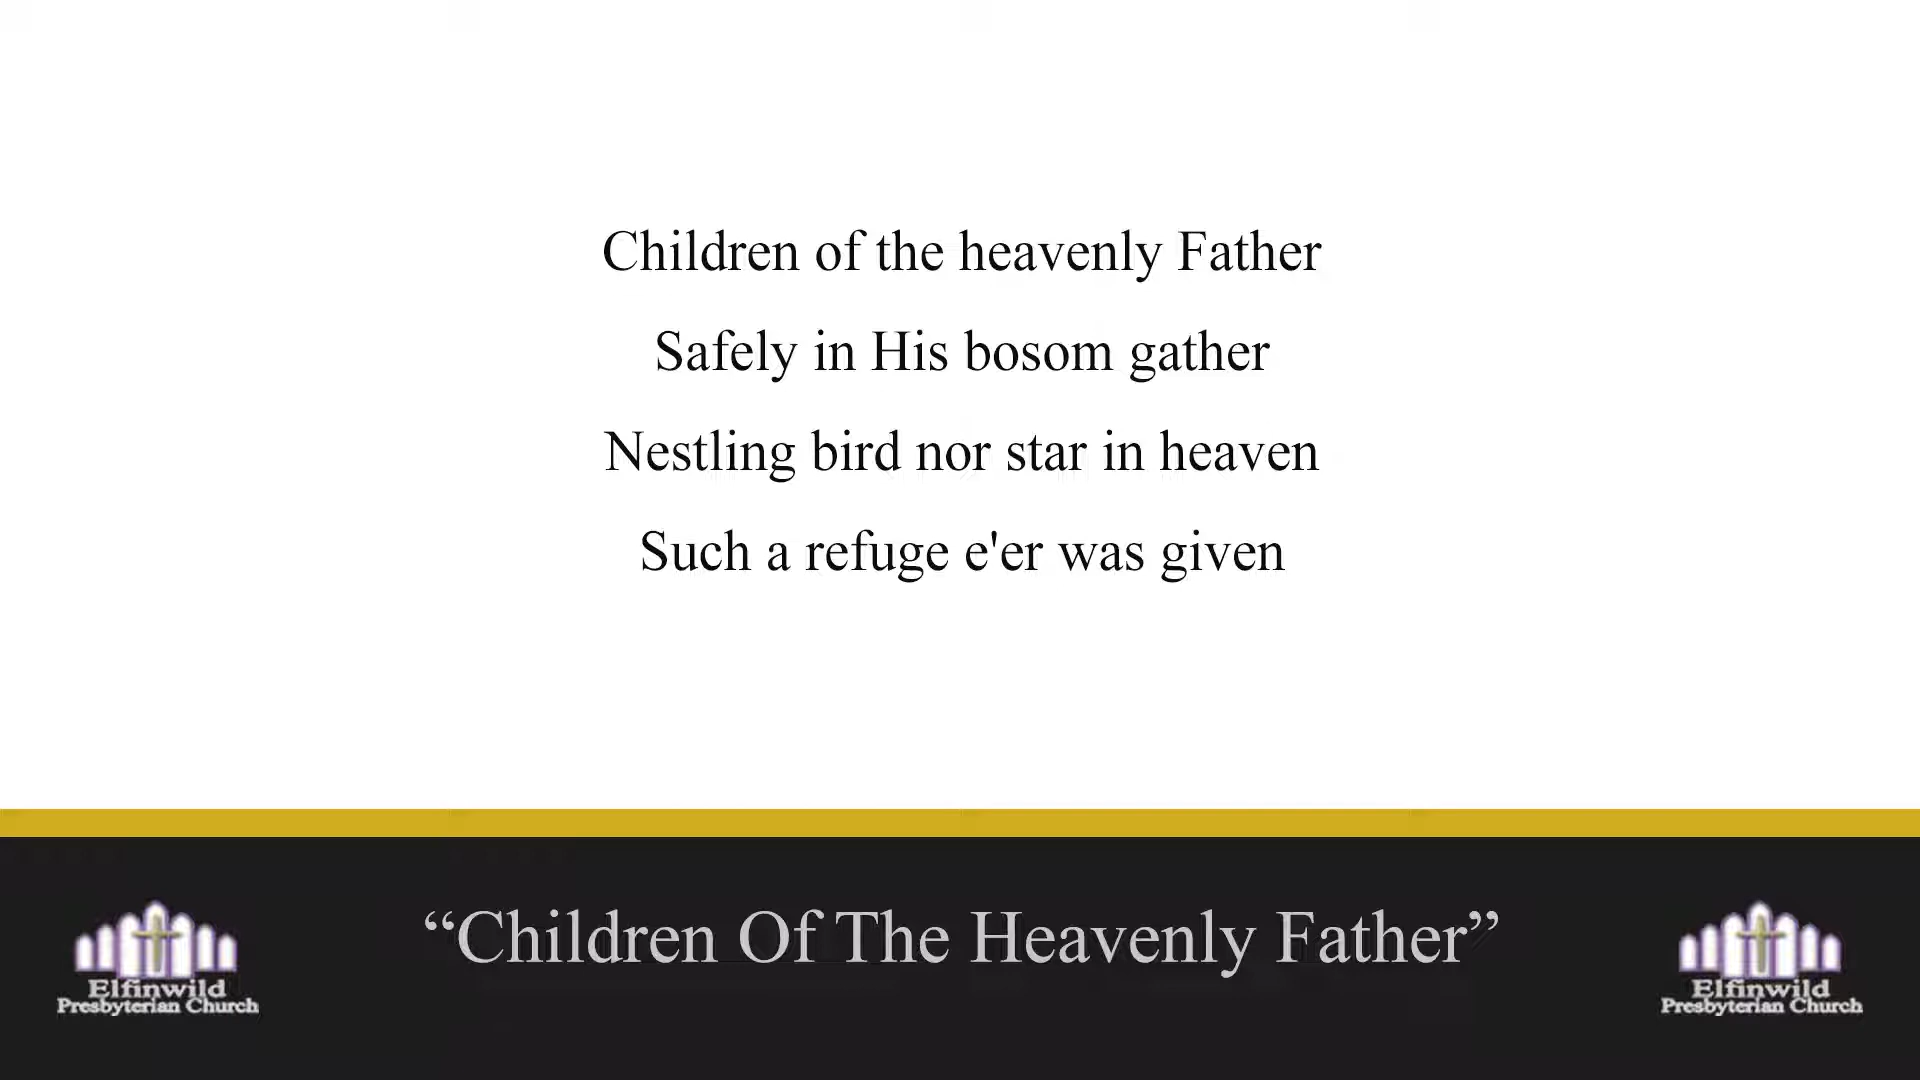 Children of the heavenly Father
Safely in His bosom gather
Nestling bird nor star in heaven
Such a refuge e'er was given
“Children Of The Heavenly Father”
Elfinwild
Presbyterian Church
Elfinwild
Presbyterian Church